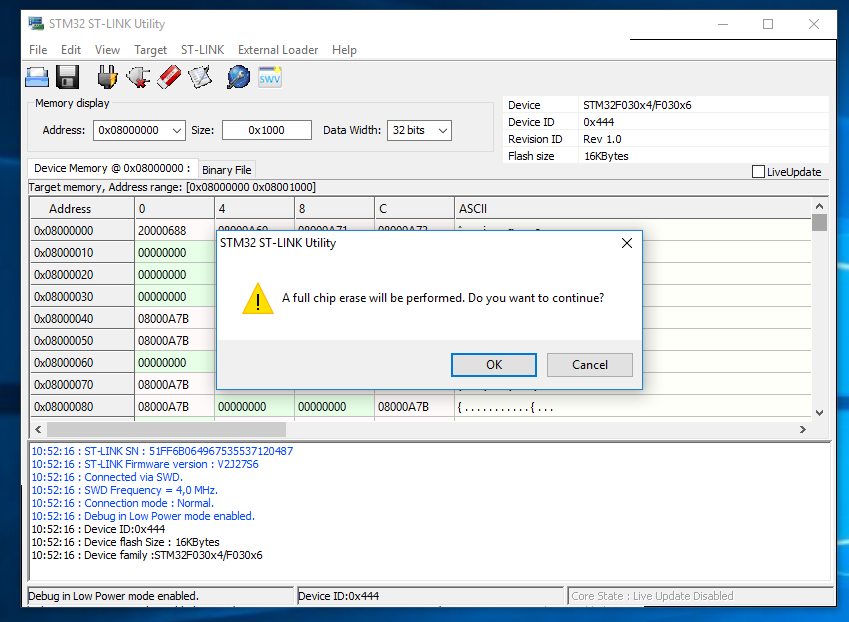 STM32 ST-LINK Utility
File Edit View Target ST-LINK External Loader Help
SWV
Memory display
Address: 0x08000000 Size: 0x1000 Data Width: 32 bits
Device STM32F030x4/F030x6
Device ID 0x444
Revision ID Rev 1.0
Flash size 16KBytes
LiveUpdate
Device Memory @ 0x08000000 : Binary File
Target memory, Address range: [0x08000000 0x08001000]
Address 0 4 8 C ASCII
0x08000000 20000688
0x08000010 00000000
0x08000020 00000000
0x08000030 00000000
0x08000040 08000A7B
0x08000050 08000A7B
0x08000060 00000000
0x08000070 08000A7B
0x08000080 08000A7B 00000000 00000000 08000A7B {...........{...
STM32 ST-LINK Utility
A full chip erase will be performed. Do you want to continue?
OK Cancel
10:52:16 : ST-LINK SN : 51FF6B064967535537120487
10:52:16 : ST-LINK Firmware version : V2J27S6
10:52:16 : Connected via SWD.
10:52:16 : SWD Frequency = 4,0 MHz.
10:52:16 : Connection mode : Normal.
10:52:16 : Debug in Low Power mode enabled.
10:52:16 : Device ID:0x444
10:52:16 : Device flash Size : 16KBytes
10:52:16 : Device family :STM32F030x4/F030x6
Debug in Low Power mode enabled. Device ID:0x444 Core State : Live Update Disabled